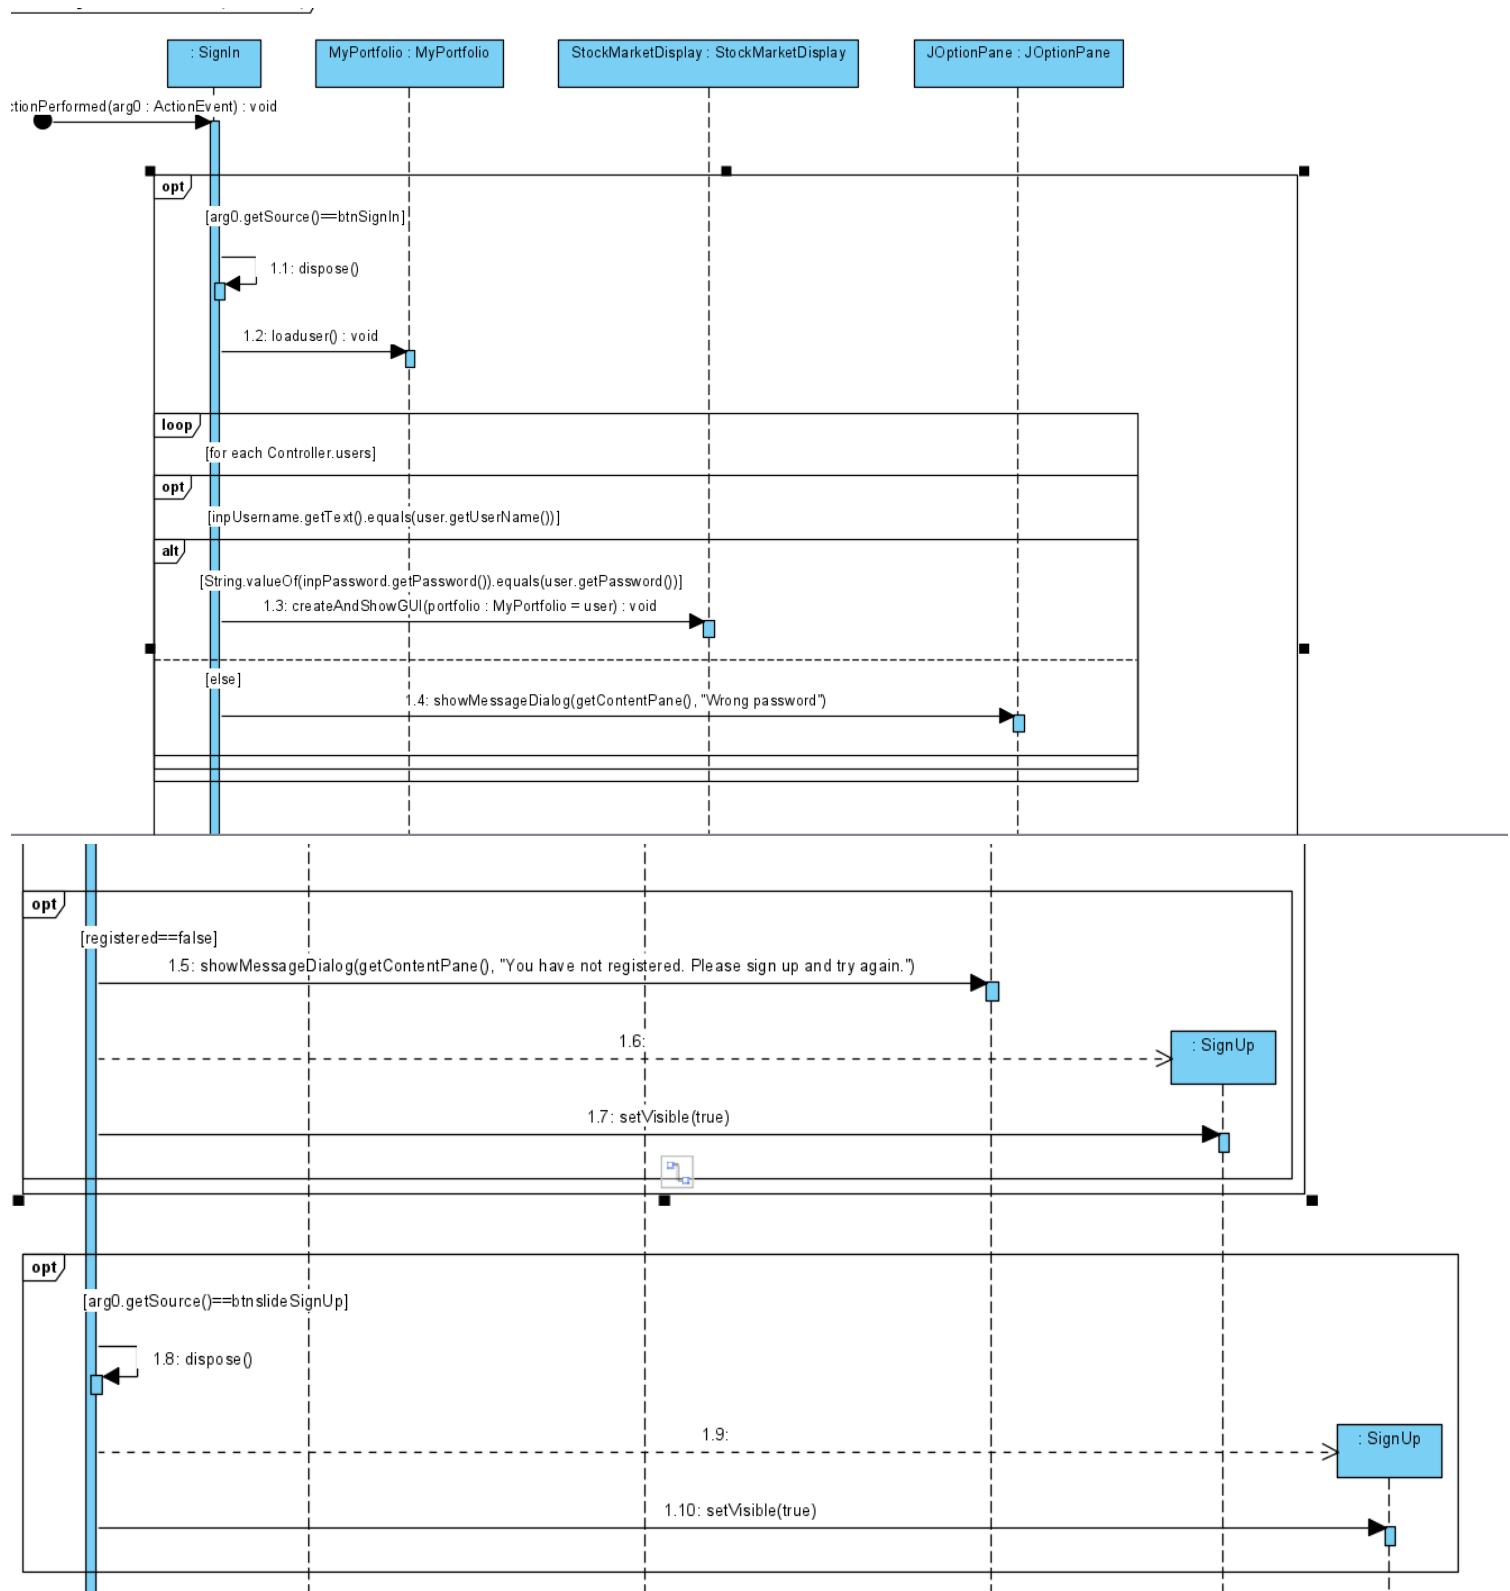 : SignIn
MyPortfolio : MyPortfolio
StockMarketDisplay : StockMarketDisplay
JOptionPane : JOptionPane
ctionPerformed(arg0 : ActionEvent) : void
opt
[arg0.getSource()==btnSignIn]
1.1: dispose()
1.2: loaduser() : void
loop
[for each Controller.users]
opt
[inpUsername.getText().equals(user.getUserName())]
alt
[String.valueOf(inpPassword.getPassword()).equals(user.getPassword())]
1.3: createAndShowGUI(portfolio : MyPortfolio = user) : void
[else]
1.4: showMessageDialog(getContentPane(), "Wrong password")
opt
[registered==false]
1.5: showMessageDialog(getContentPane(), "You have not registered. Please sign up and try again.")
1.6:
: SignUp
1.7: setVisible(true)
opt
[arg0.getSource()==btnslideSignUp]
1.8: dispose()
1.9:
: SignUp
1.10: setVisible(true)